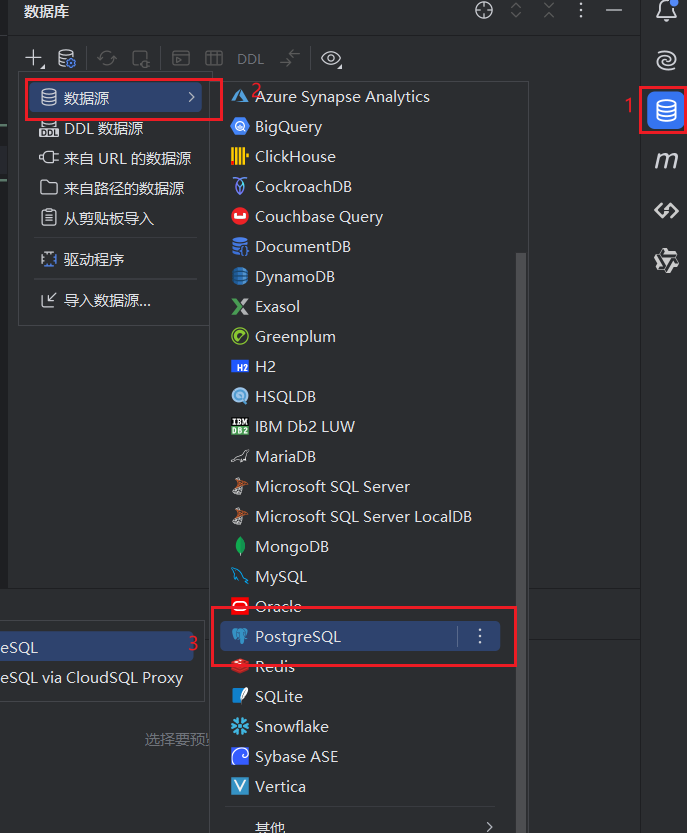 数据库
DDL
数据源
DDL 数据源
来自 URL 的数据源
来自路径的数据源
从剪贴板导入
驱动程序
导入数据源...
1
2
Azure Synapse Analytics
BigQuery
ClickHouse
CockroachDB
Couchbase Query
DocumentDB
DynamoDB
Exasol
Greenplum
H2
H2
HSQLDB
IBM DB2
IBM Db2 LUW
MariaDB
Microsoft SQL Server
Microsoft SQL Server LocalDB
MongoDB
MySQL
Oracle
3
PostgreSQL
Redis
SQLite
Snowflake
Sybase ASE
Vertica
其他
eSQL
eSQL via CloudSQL Proxy
选择要预览